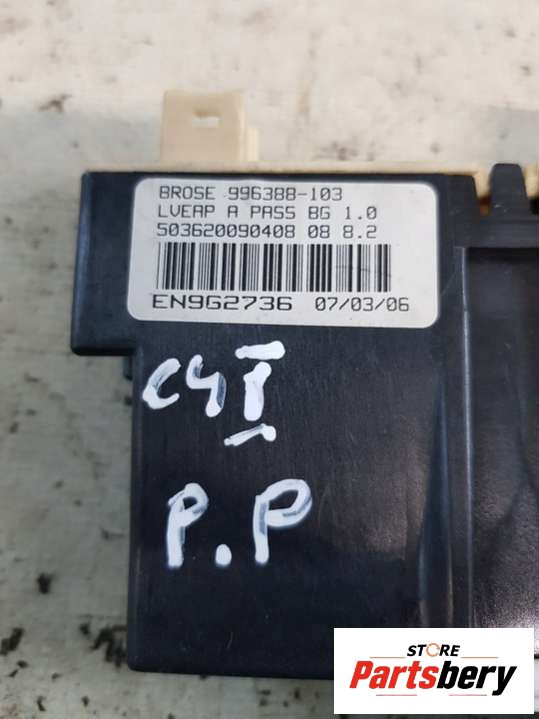 BROSE 996388-103
LVEAP A PASS BG 1.0
503620090408 08 8.2
EN9G2736 07/03/06
C4 I
P.P
STORE
Partsbery